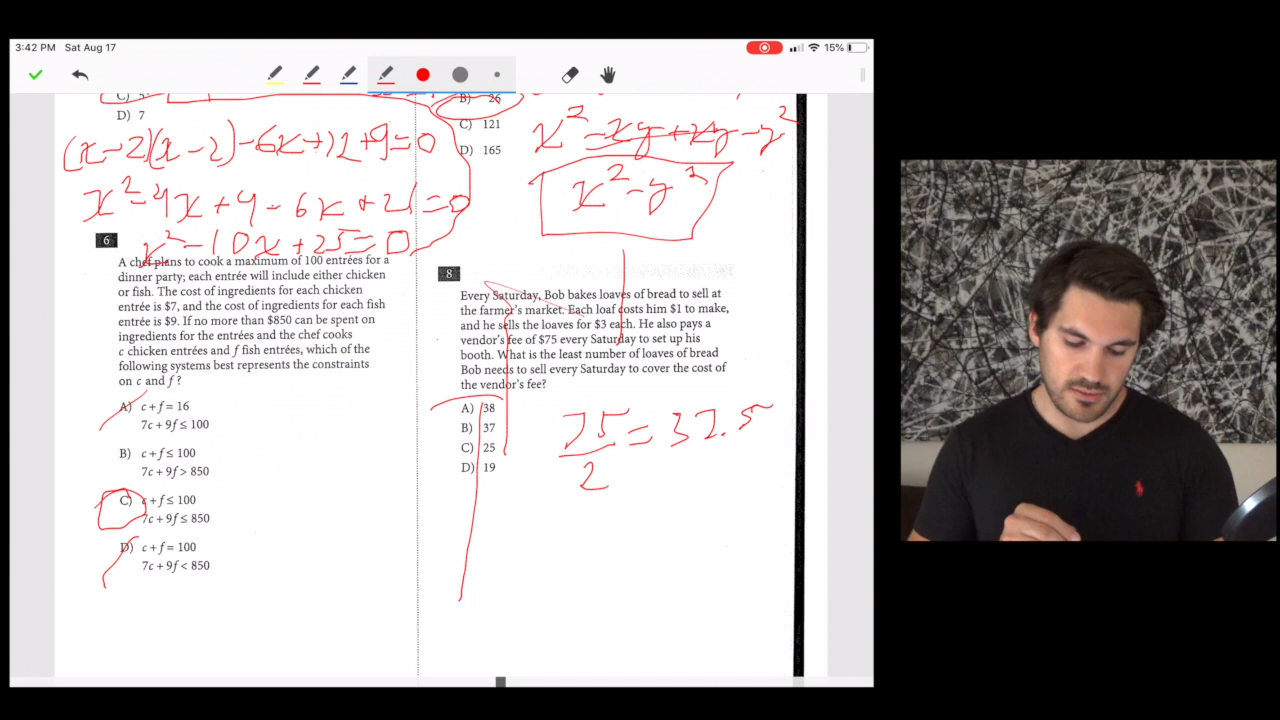 3:42 PM Sat Aug 17
15%
C) 5
D) 7
(x-2)(x-2)-6x+12+9=0
x²-4x+4-6x+21=0
x²-10x+25=0
6
A chef plans to cook a maximum of 100 entrées for a
dinner party; each entrée will include either chicken
or fish. The cost of ingredients for each chicken
entrée is $7, and the cost of ingredients for each fish
entrée is $9. If no more than $850 can be spent on
ingredients for the entrées and the chef cooks
c chicken entrées and f fish entrées, which of the
following systems best represents the constraints
on c and f?
A) c + f = 16
7c + 9f ≤ 100
B) c + f ≤ 100
7c + 9f > 850
C) c + f ≤ 100
7c + 9f ≤ 850
D) c + f = 100
7c + 9f < 850
B) 26
C) 121
D) 165
x²-xy+xy-y²
x²-y²
8
Every Saturday, Bob bakes loaves of bread to sell at
the farmer's market. Each loaf costs him $1 to make,
and he sells the loaves for $3 each. He also pays a
vendor's fee of $75 every Saturday to set up his
booth. What is the least number of loaves of bread
Bob needs to sell every Saturday to cover the cost of
the vendor's fee?
A) 38
B) 37
C) 25
D) 19
75/2 = 37.5